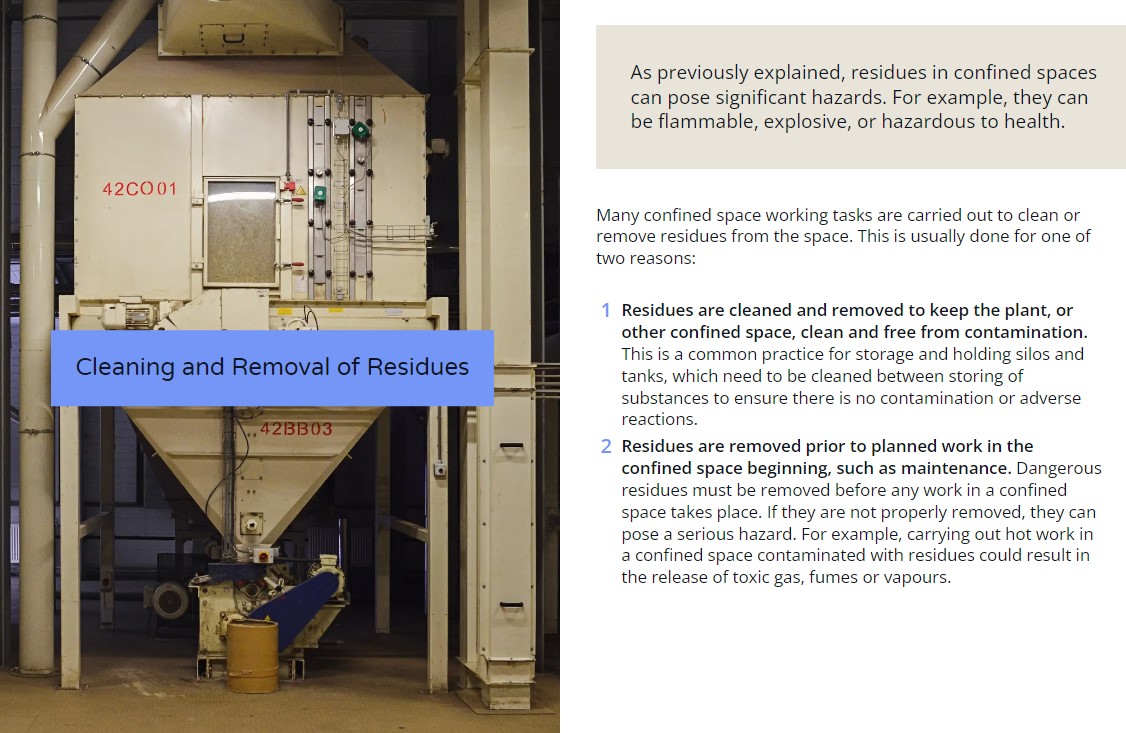 42CO01
Cleaning and Removal of Residues
42BB03
As previously explained, residues in confined spaces
can pose significant hazards. For example, they can
be flammable, explosive, or hazardous to health.
Many confined space working tasks are carried out to clean or
remove residues from the space. This is usually done for one of
two reasons:
1 Residues are cleaned and removed to keep the plant, or
other confined space, clean and free from contamination.
This is a common practice for storage and holding silos and
tanks, which need to be cleaned between storing of
substances to ensure there is no contamination or adverse
reactions.
2 Residues are removed prior to planned work in the
confined space beginning, such as maintenance. Dangerous
residues must be removed before any work in a confined
space takes place. If they are not properly removed, they can
pose a serious hazard. For example, carrying out hot work in
a confined space contaminated with residues could result in
the release of toxic gas, fumes or vapours.